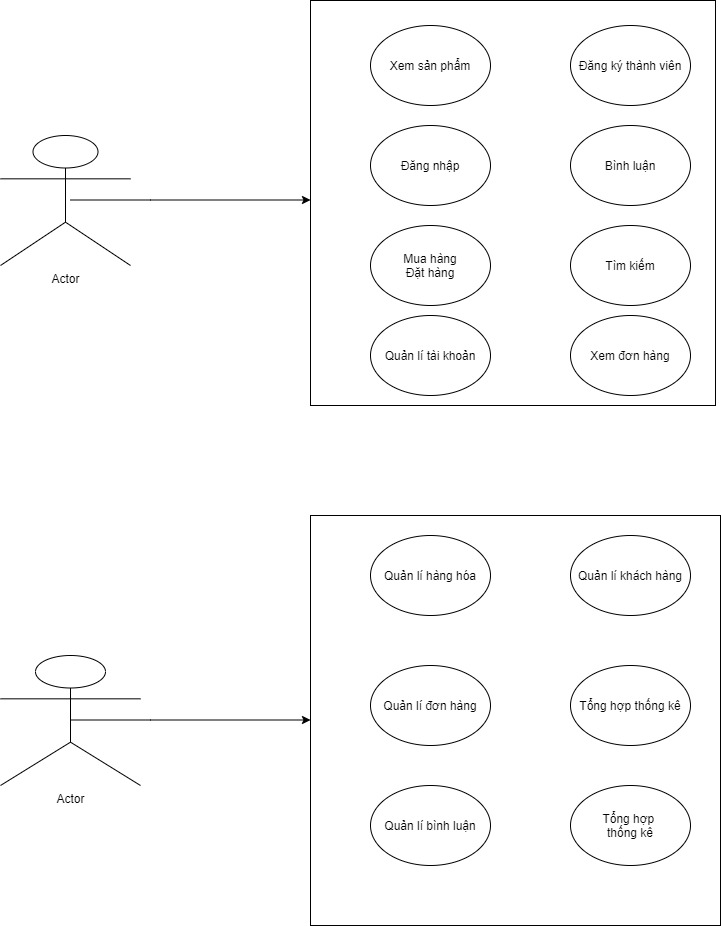 Xem sản phẩm
Đăng ký thành viên
Đăng nhập
Bình luận
Mua hàng
Đặt hàng
Tìm kiếm
Actor
Quản lí tài khoản
Xem đơn hàng
Quản lí hàng hóa
Quản lí khách hàng
Quản lí đơn hàng
Tổng hợp thống kê
Actor
Quản lí bình luận
Tổng hợp
thống kê